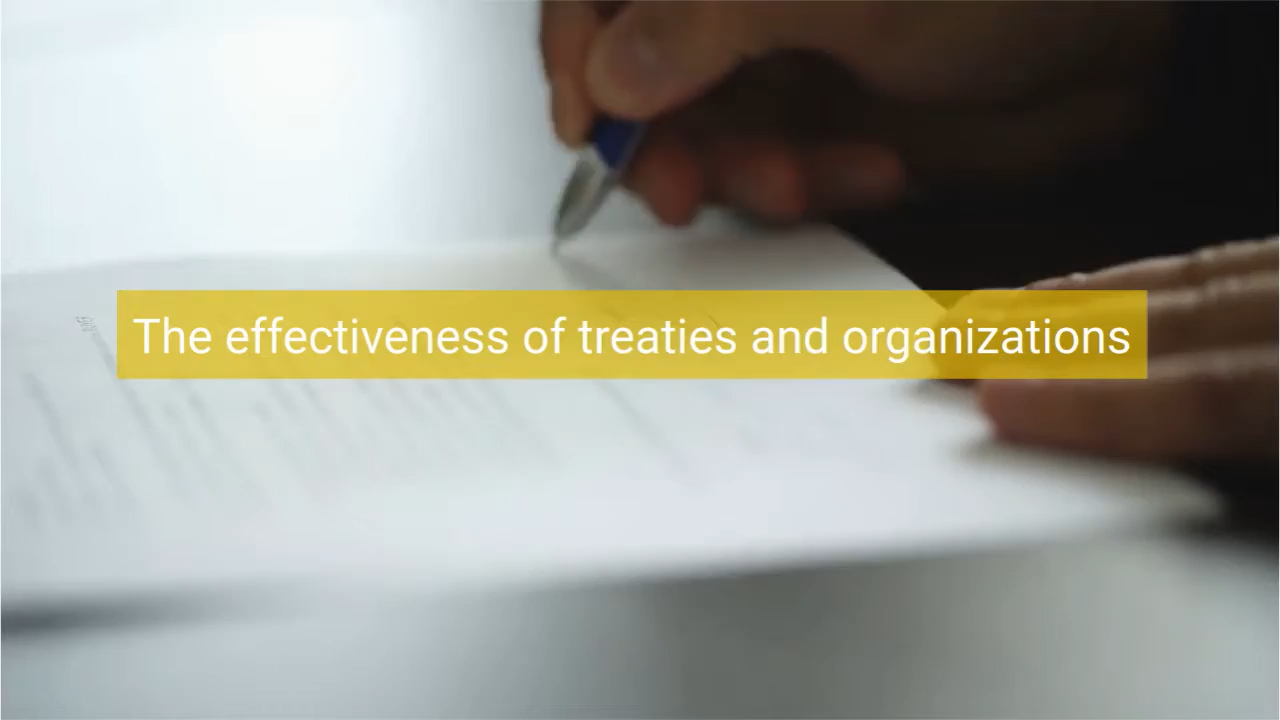 The effectiveness of treaties and organizations